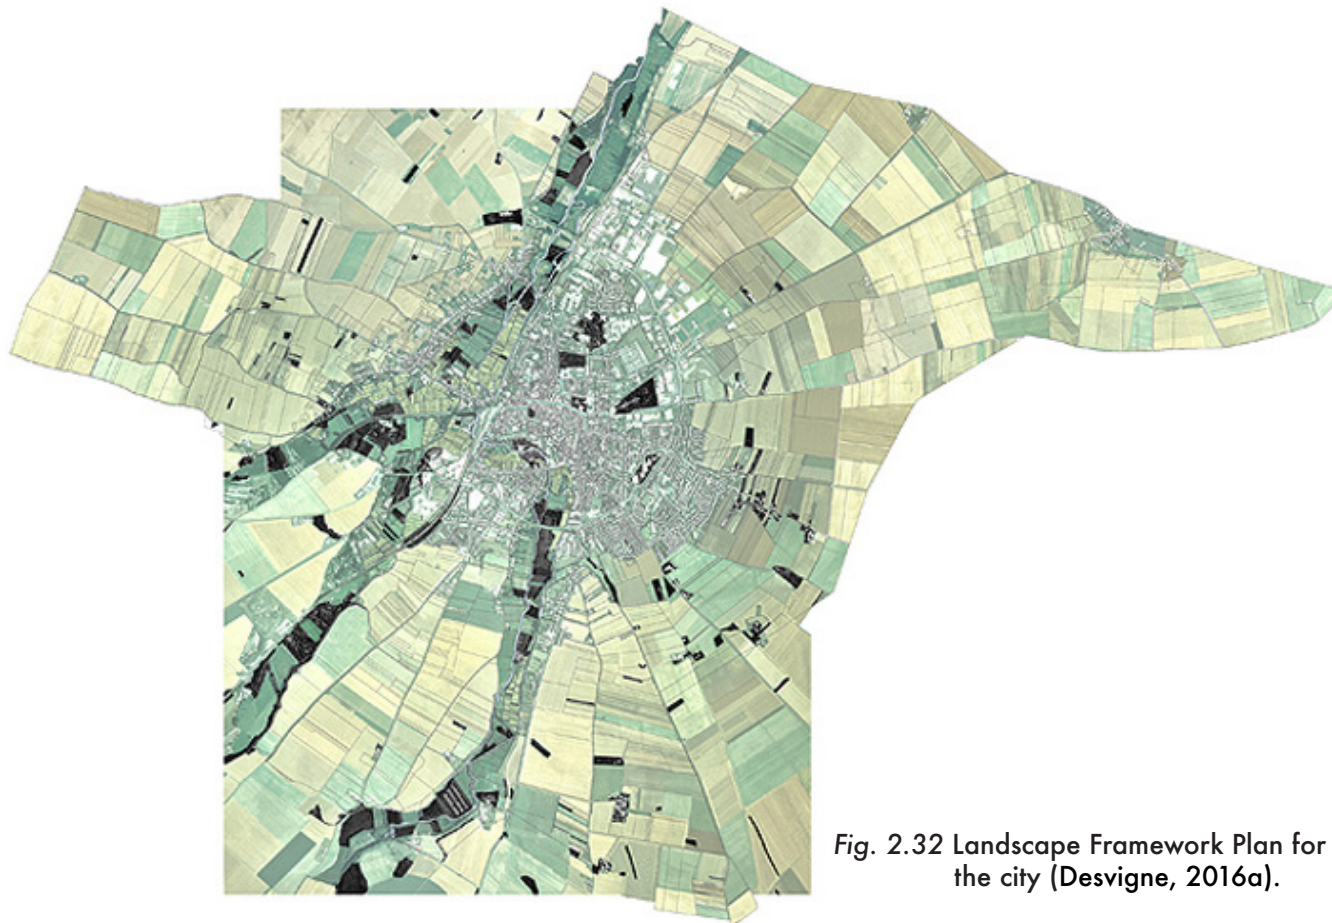 Fig. 2.32 Landscape Framework Plan for
the city (Desvigne, 2016a).